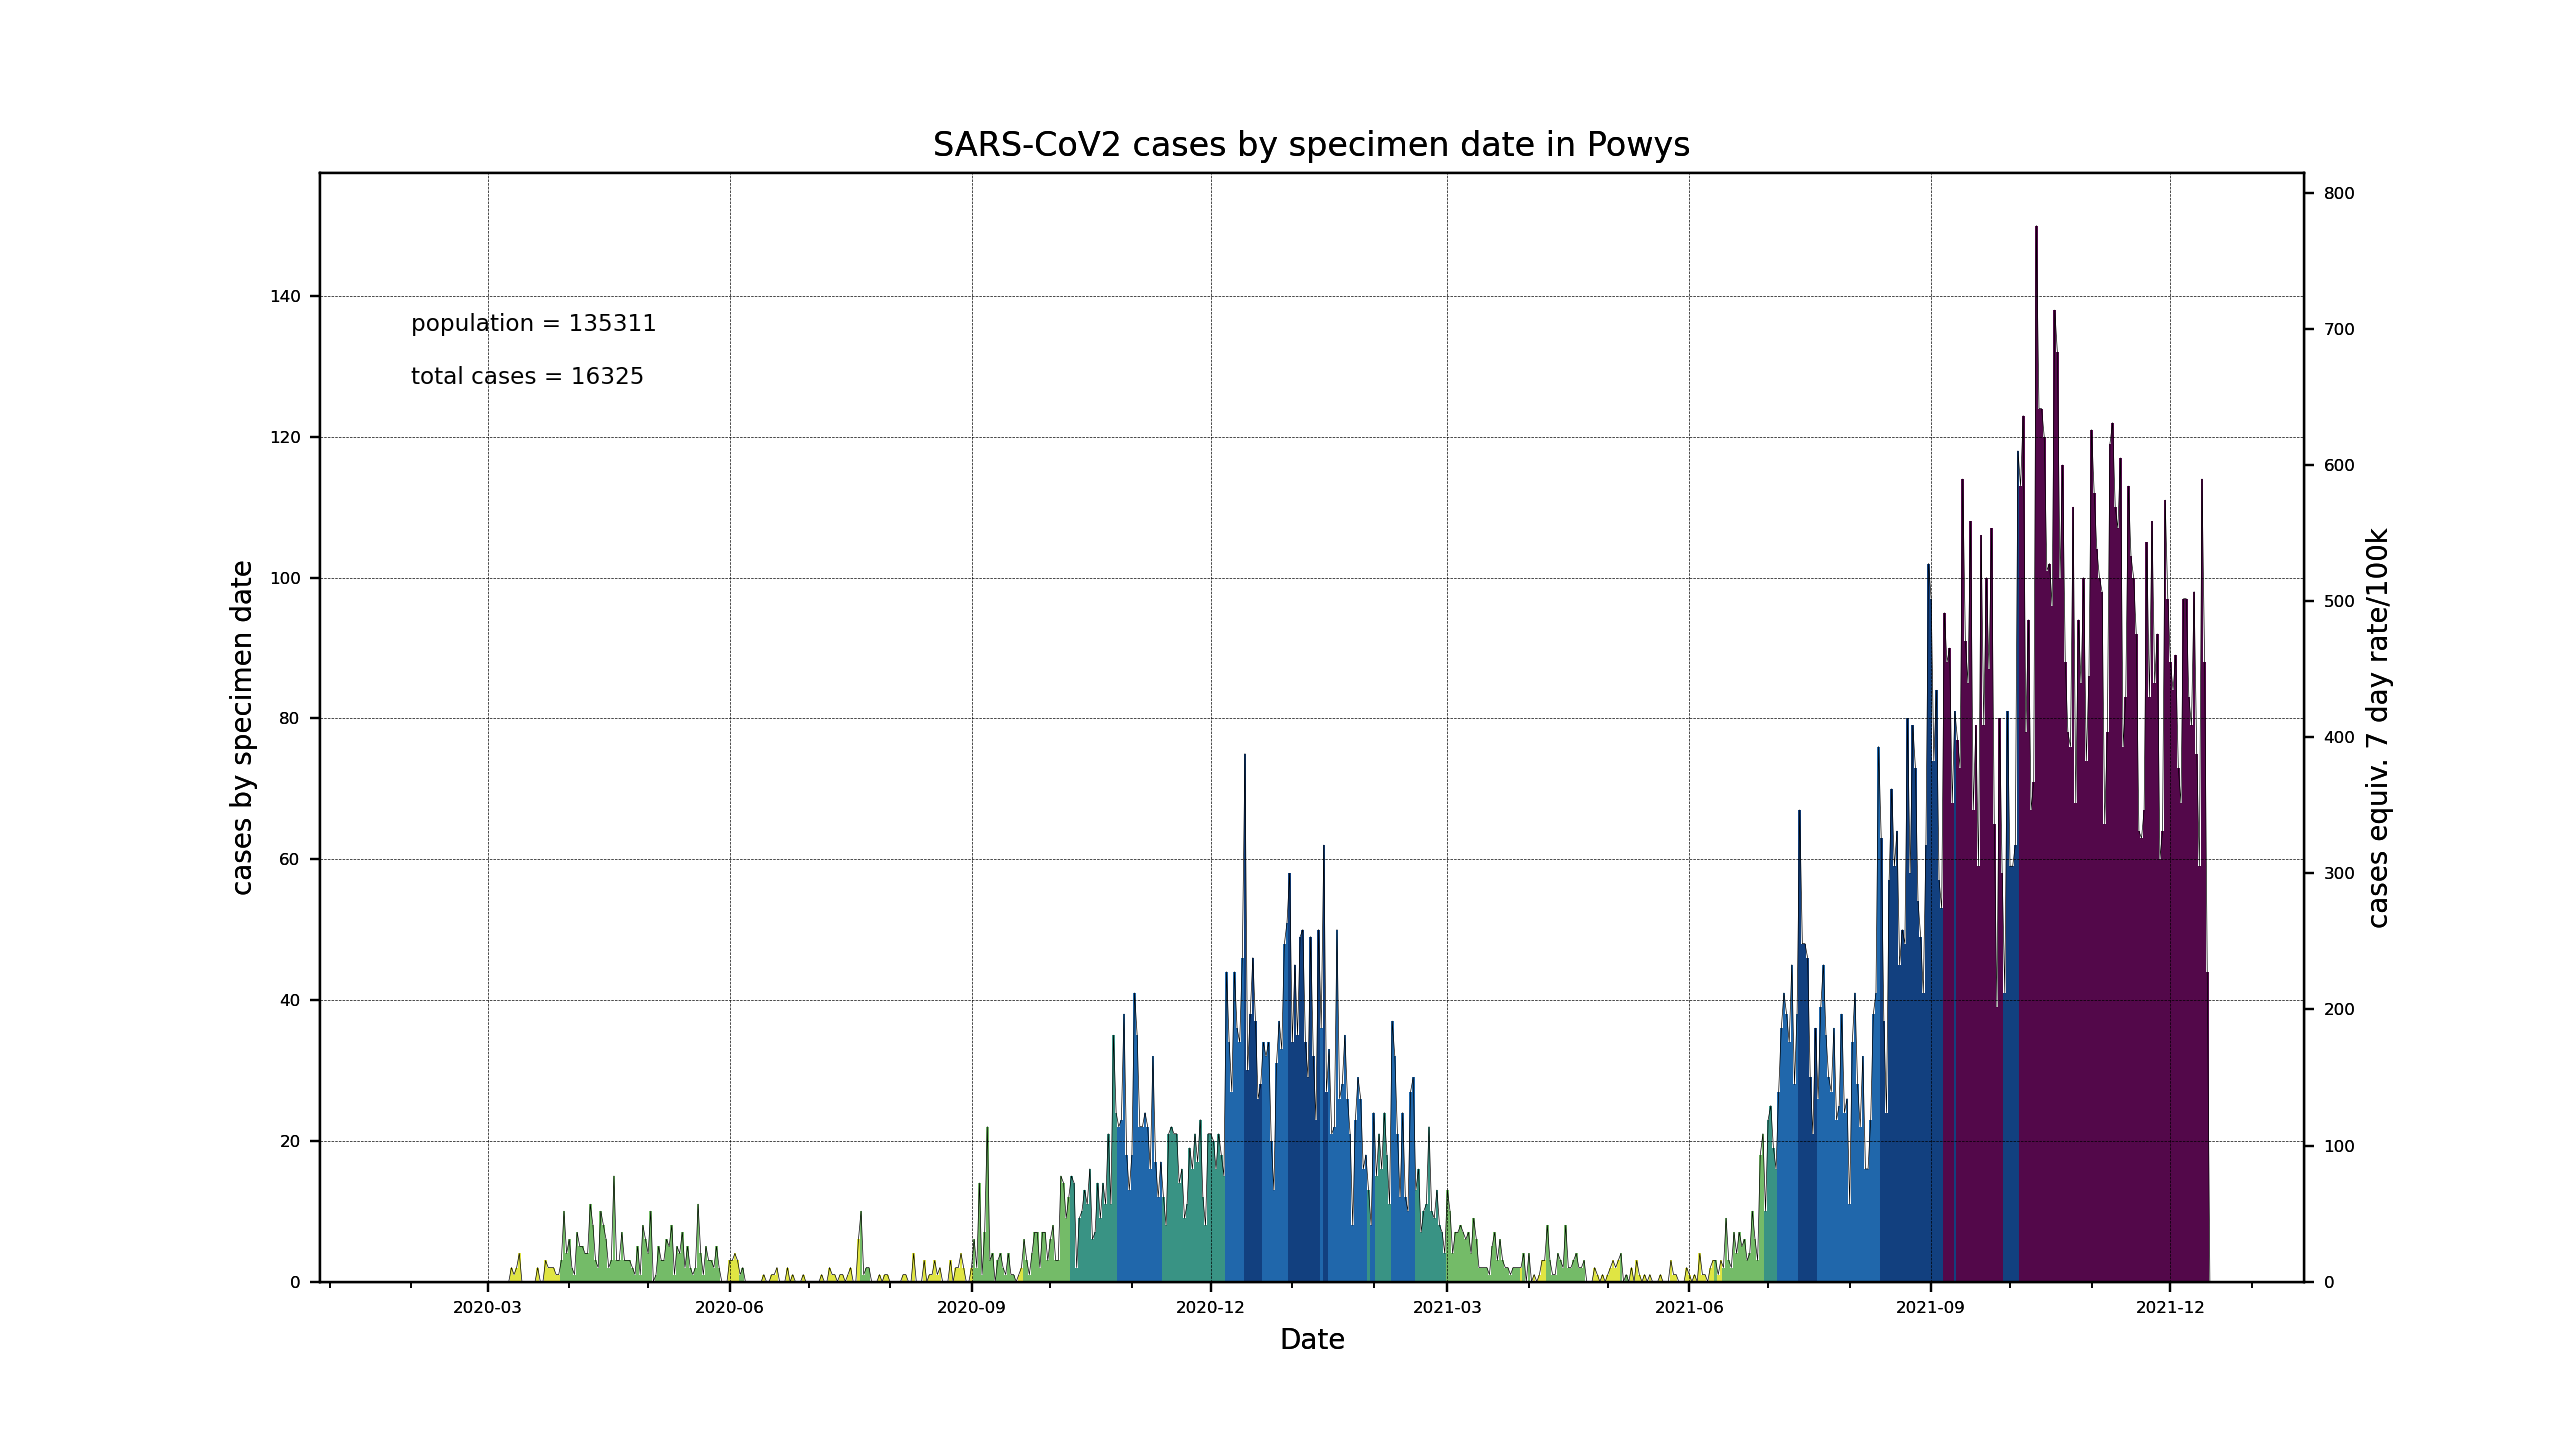 SARS-CoV2 cases by specimen date in Powys
population = 135311
total cases = 16325
cases by specimen date
140
120
100
80
60
40
20
0
800
700
600
500
400
300
200
100
0
cases equiv. 7 day rate/100k
2020-03 2020-06 2020-09 2020-12 2021-03 2021-06 2021-09 2021-12
Date